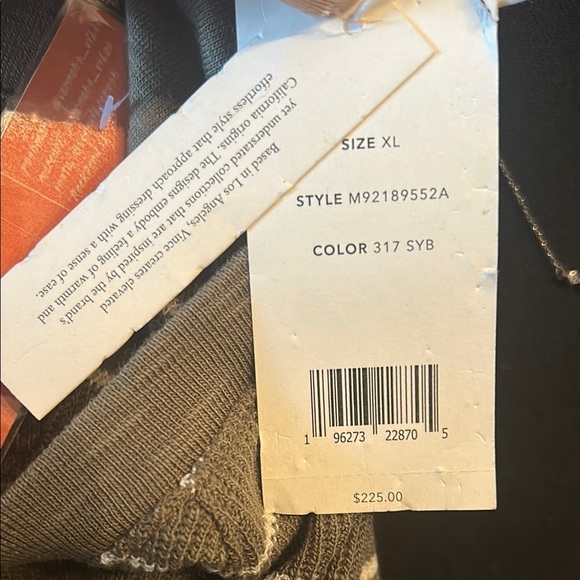 Based in Los Angeles, Vince creates elevated
yet understated collections that are inspired by the brand's
California origins. The designs embody a feeling of warmth and
effortless style that approach dressing with a sense of ease.
SIZE XL
STYLE M92189552A
COLOR 317 SYB
1 96273 22870 5
$225.00